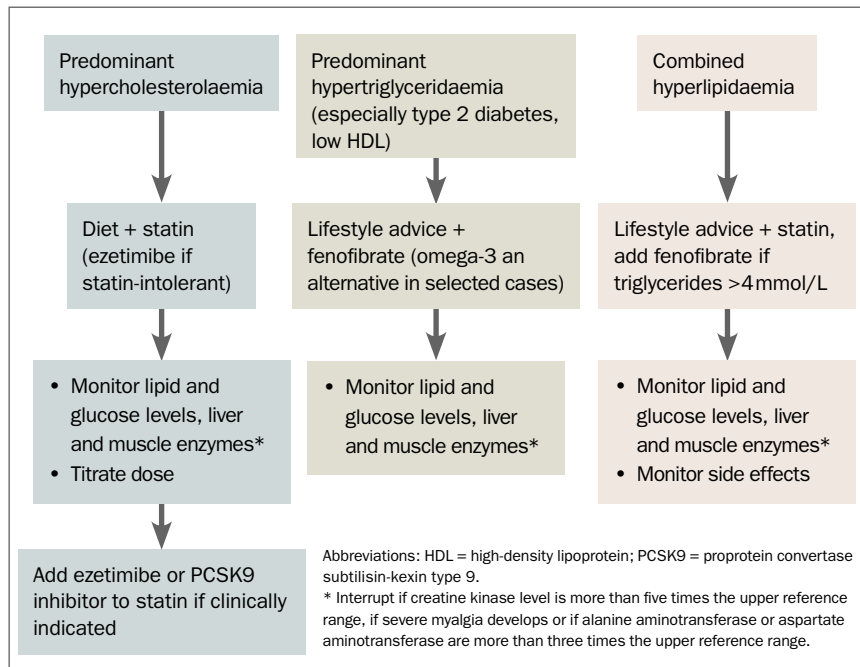 Predominant
hypercholesterolaemia
Diet + statin
(ezetimibe if
statin-intolerant)
• Monitor lipid and
glucose levels, liver
and muscle enzymes*
• Titrate dose
Add ezetimibe or PCSK9
inhibitor to statin if clinically
indicated
Predominant
hypertriglyceridaemia
(especially type 2 diabetes,
low HDL)
Lifestyle advice +
fenofibrate (omega-3 an
alternative in selected cases)
• Monitor lipid and
glucose levels, liver
and muscle enzymes*
Combined
hyperlipidaemia
Lifestyle advice + statin,
add fenofibrate if
triglycerides >4 mmol/L
• Monitor lipid and
glucose levels, liver
and muscle enzymes*
• Monitor side effects
Abbreviations: HDL = high-density lipoprotein; PCSK9 = proprotein convertase
subtilisin-kexin type 9.
* Interrupt if creatine kinase level is more than five times the upper reference
range, if severe myalgia develops or if alanine aminotransferase or aspartate
aminotransferase are more than three times the upper reference range.